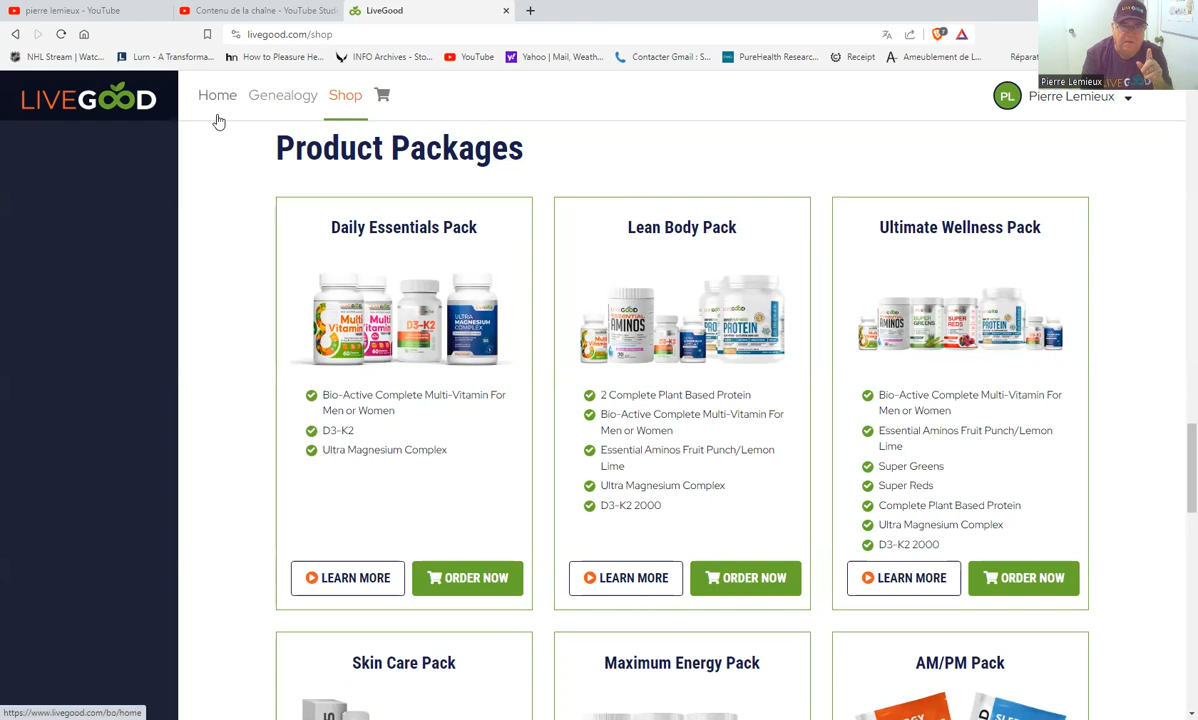 pierre lemieux - YouTube
Contenu de la chaîne - YouTube Stud
LiveGood
livegood.com/shop
NHL Stream | Watc...
Lurn - A Transforma...
How to Pleasure He...
INFO Archives - Sto...
YouTube
Yahoo | Mail, Weath...
Contacter Gmail : S...
PureHealth Researc...
Receipt
Ameublement de L...
Répara
Pierre Lemieux
LIVEGOOD
Home
Genealogy
Shop
PL
Pierre Lemieux
Product Packages
Daily Essentials Pack
Bio-Active Complete Multi-Vitamin For
Men or Women
D3-K2
Ultra Magnesium Complex
LEARN MORE
ORDER NOW
Lean Body Pack
2 Complete Plant Based Protein
Bio-Active Complete Multi-Vitamin For
Men or Women
Essential Aminos Fruit Punch/Lemon
Lime
Ultra Magnesium Complex
D3-K2 2000
LEARN MORE
ORDER NOW
Ultimate Wellness Pack
Bio-Active Complete Multi-Vitamin For
Men or Women
Essential Aminos Fruit Punch/Lemon
Lime
Super Greens
Super Reds
Complete Plant Based Protein
Ultra Magnesium Complex
D3-K2 2000
LEARN MORE
ORDER NOW
Skin Care Pack
Maximum Energy Pack
AM/PM Pack
https://www.livegood.com/bo/home